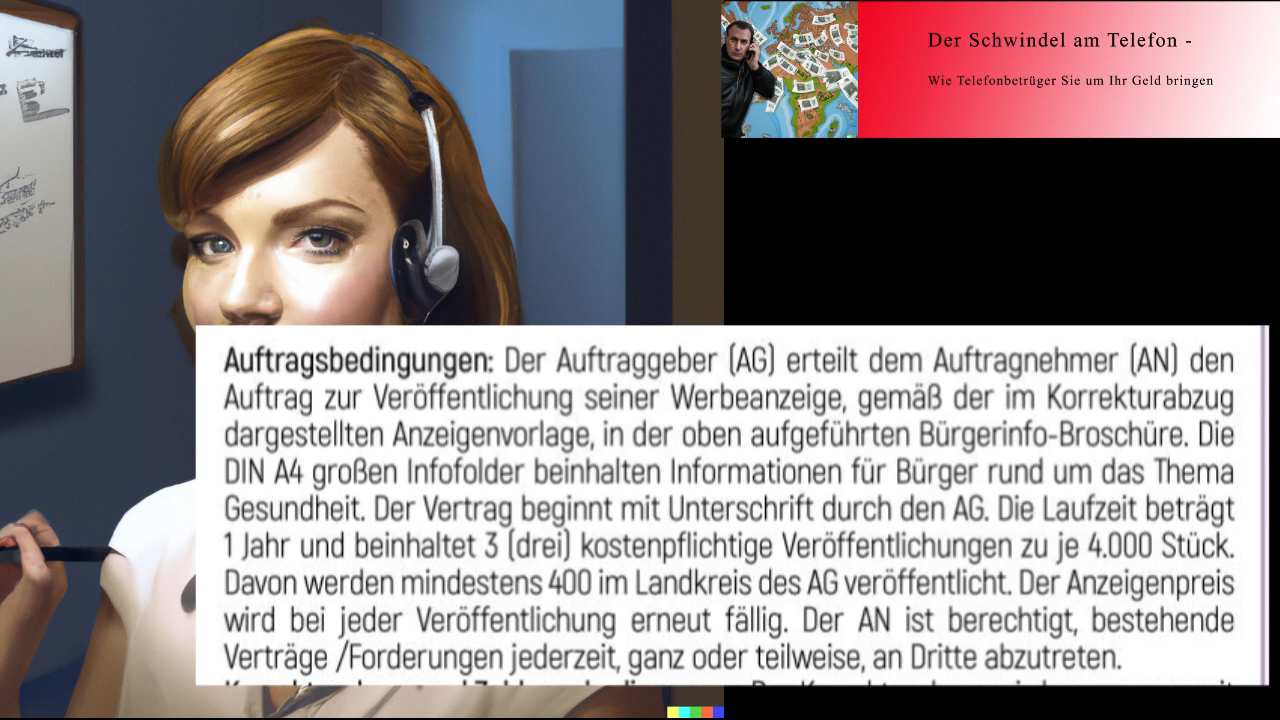 Der Schwindel am Telefon -
Wie Telefonbetrüger Sie um Ihr Geld bringen
Auftragsbedingungen: Der Auftraggeber (AG) erteilt dem Auftragnehmer (AN) den
Auftrag zur Veröffentlichung seiner Werbeanzeige, gemäß der im Korrekturabzug
dargestellten Anzeigenvorlage, in der oben aufgeführten Bürgerinfo-Broschüre. Die
DIN A4 großen Infofolder beinhalten Informationen für Bürger rund um das Thema
Gesundheit. Der Vertrag beginnt mit Unterschrift durch den AG. Die Laufzeit beträgt
1 Jahr und beinhaltet 3 (drei) kostenpflichtige Veröffentlichungen zu je 4.000 Stück.
Davon werden mindestens 400 im Landkreis des AG veröffentlicht. Der Anzeigenpreis
wird bei jeder Veröffentlichung erneut fällig. Der AN ist berechtigt, bestehende
Verträge /Forderungen jederzeit, ganz oder teilweise, an Dritte abzutreten.